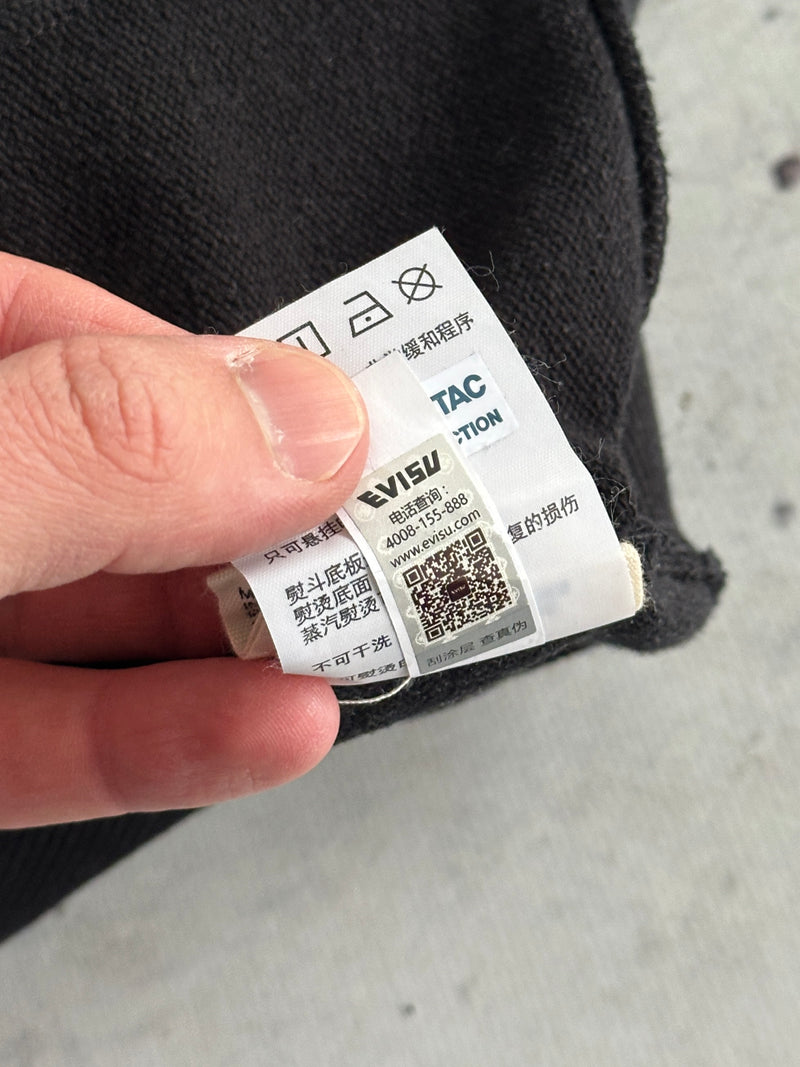 缓和程序
TAC
CTION
EVISU
电话查询：
4008-155-888
www.evisu.com
EVISU
刮涂层 查真伪
复的损伤
只可悬挂
熨斗底板
熨烫底面
蒸汽熨烫
不可干洗